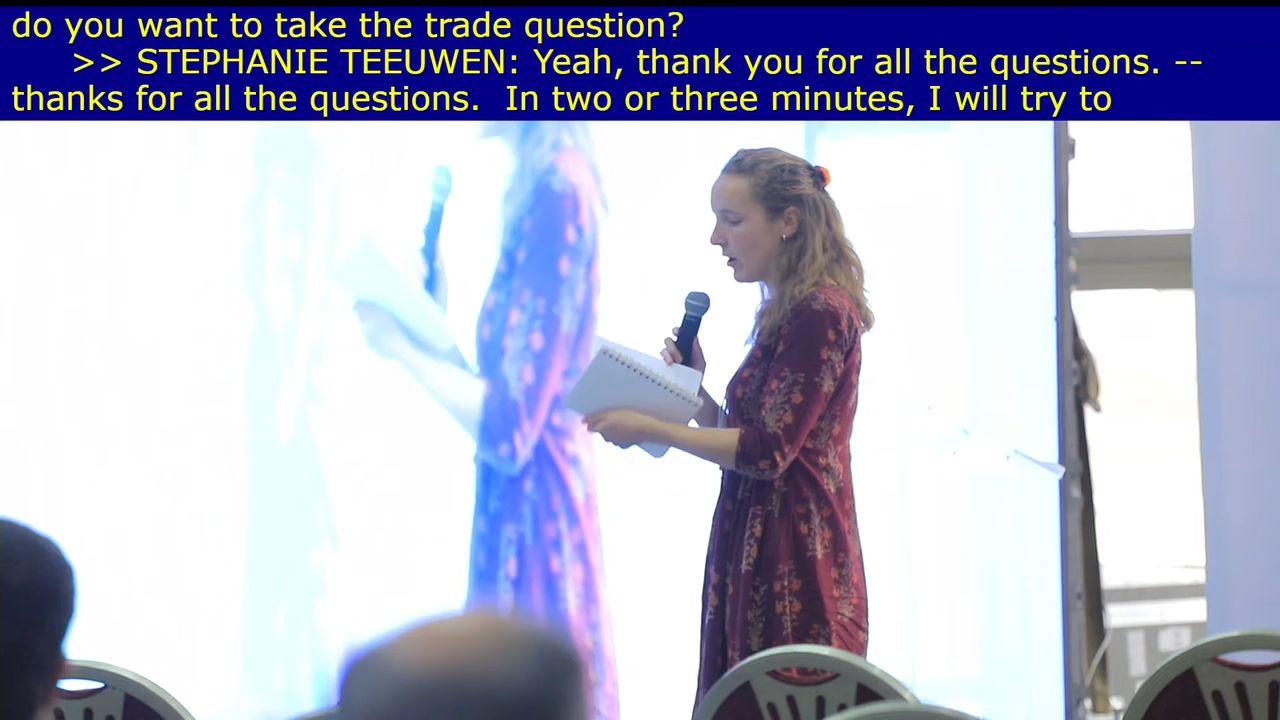 do you want to take the trade question?
>> STEPHANIE TEEUWEN: Yeah, thank you for all the questions. --
thanks for all the questions.  In two or three minutes, I will try to